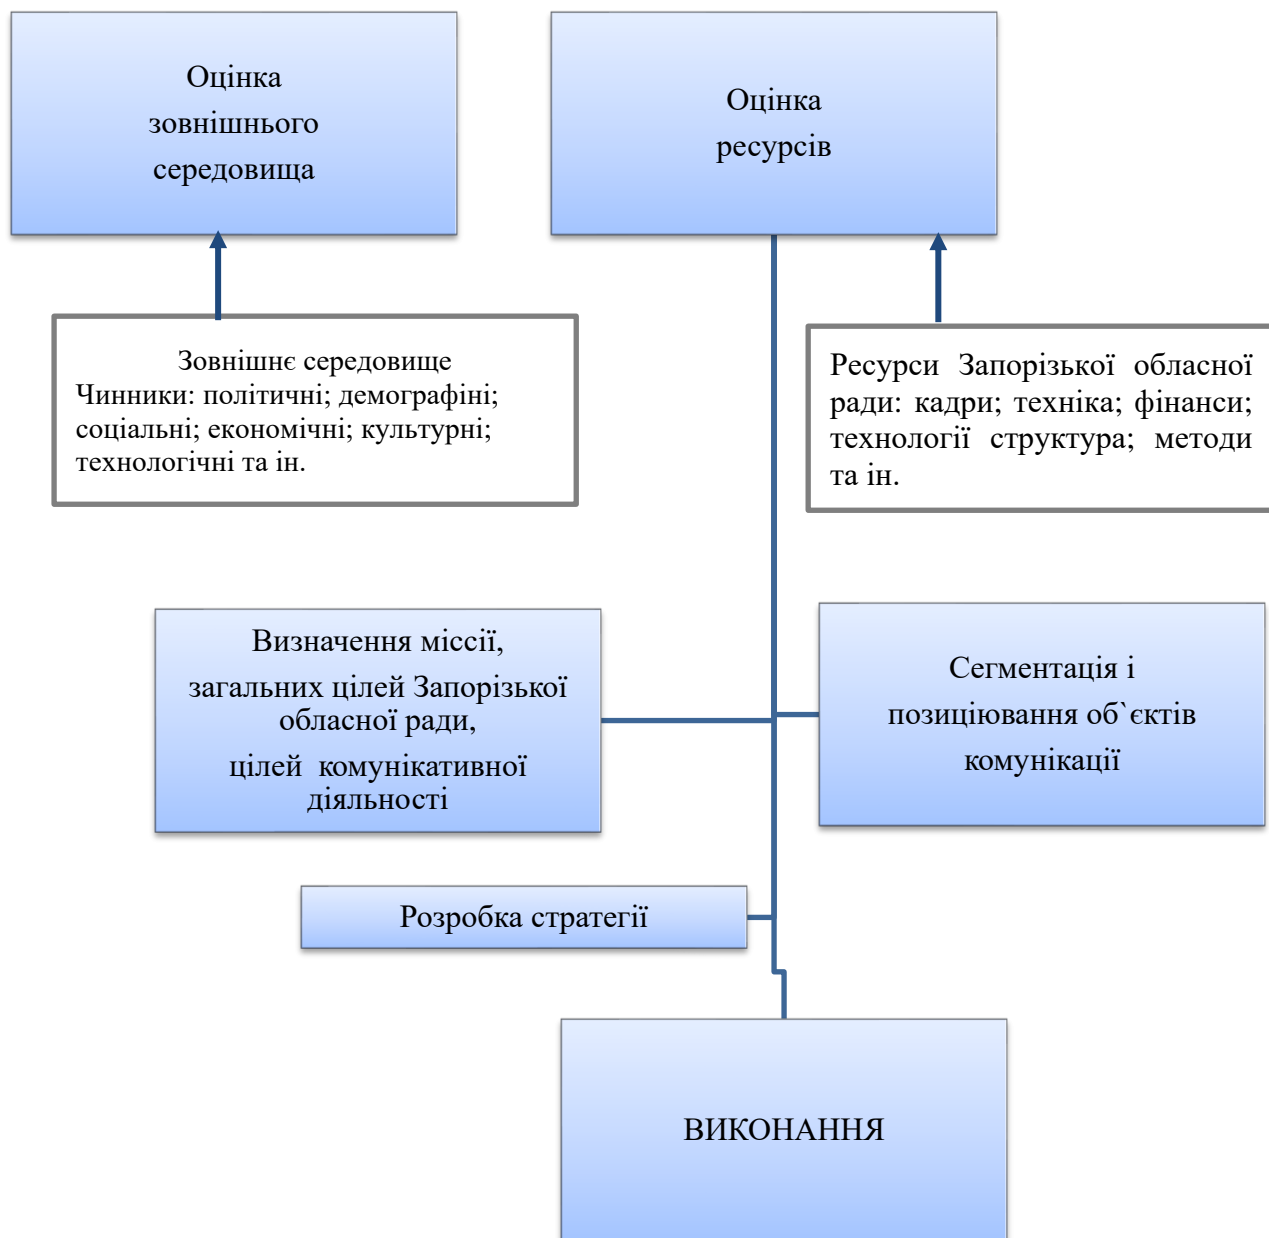 Оцінка
зовнішнього
середовища
Оцінка
ресурсів
Зовнішнє середовище
Чинники: політичні; демографіні;
соціальні; економічні; культурні;
технологічні та ін.
Ресурси Запорізької обласної
ради: кадри; техніка; фінанси;
технології структура; методи
та ін.
Визначення міссії,
загальних цілей Запорізької
обласної ради,
цілей комунікативної
діяльності
Сегментація і
позиціювання об`єктів
комунікації
Розробка стратегії
ВИКОНАННЯ